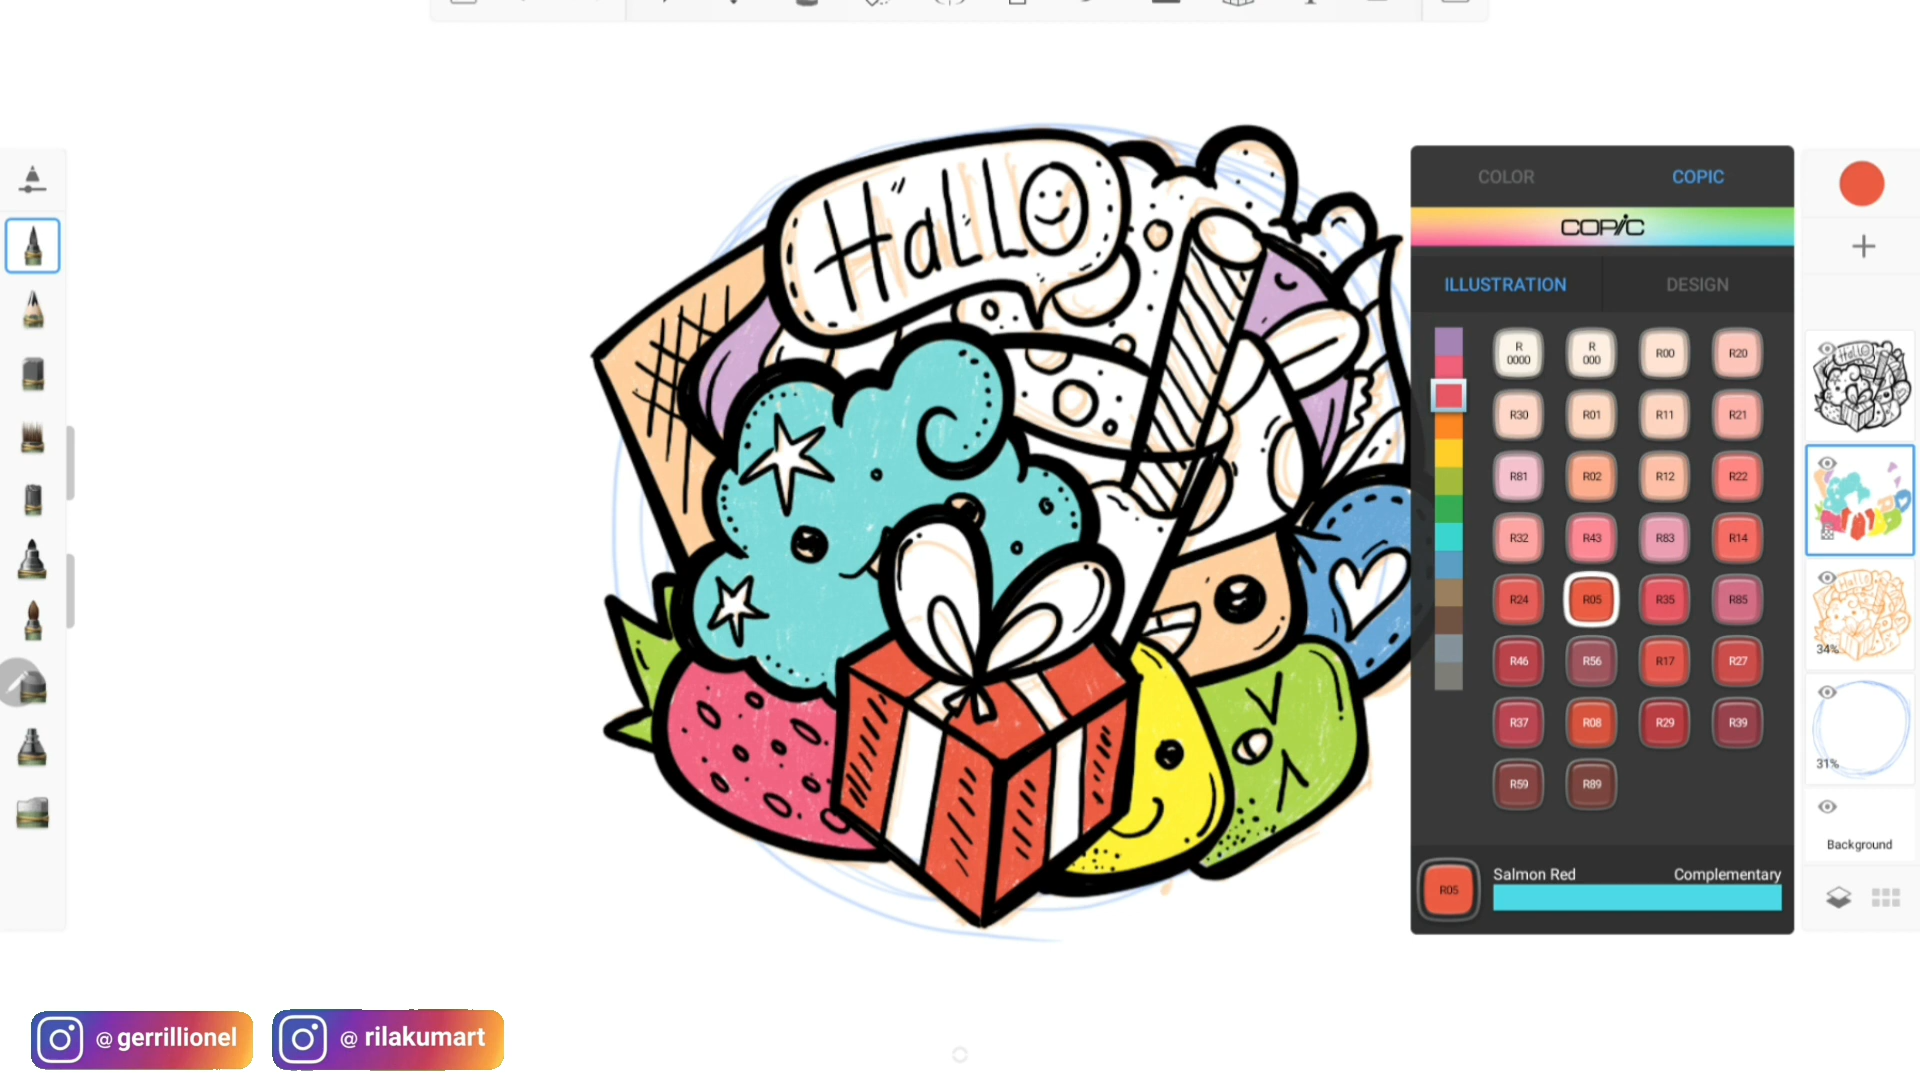 Hallo
COLOR COPIC
COPIC
ILLUSTRATION DESIGN
R 0000 R 000 R00 R20
R30 R01 R11 R21
R81 R02 R12 R22
R32 R43 R83 R14
R24 R05 R35 R85
R46 R56 R17 R27
R37 R08 R29 R39
R59 R89
R05 Salmon Red Complementary
Hallo
Hallo
34%
31%
Background
@gerrillionel @ rilakumart